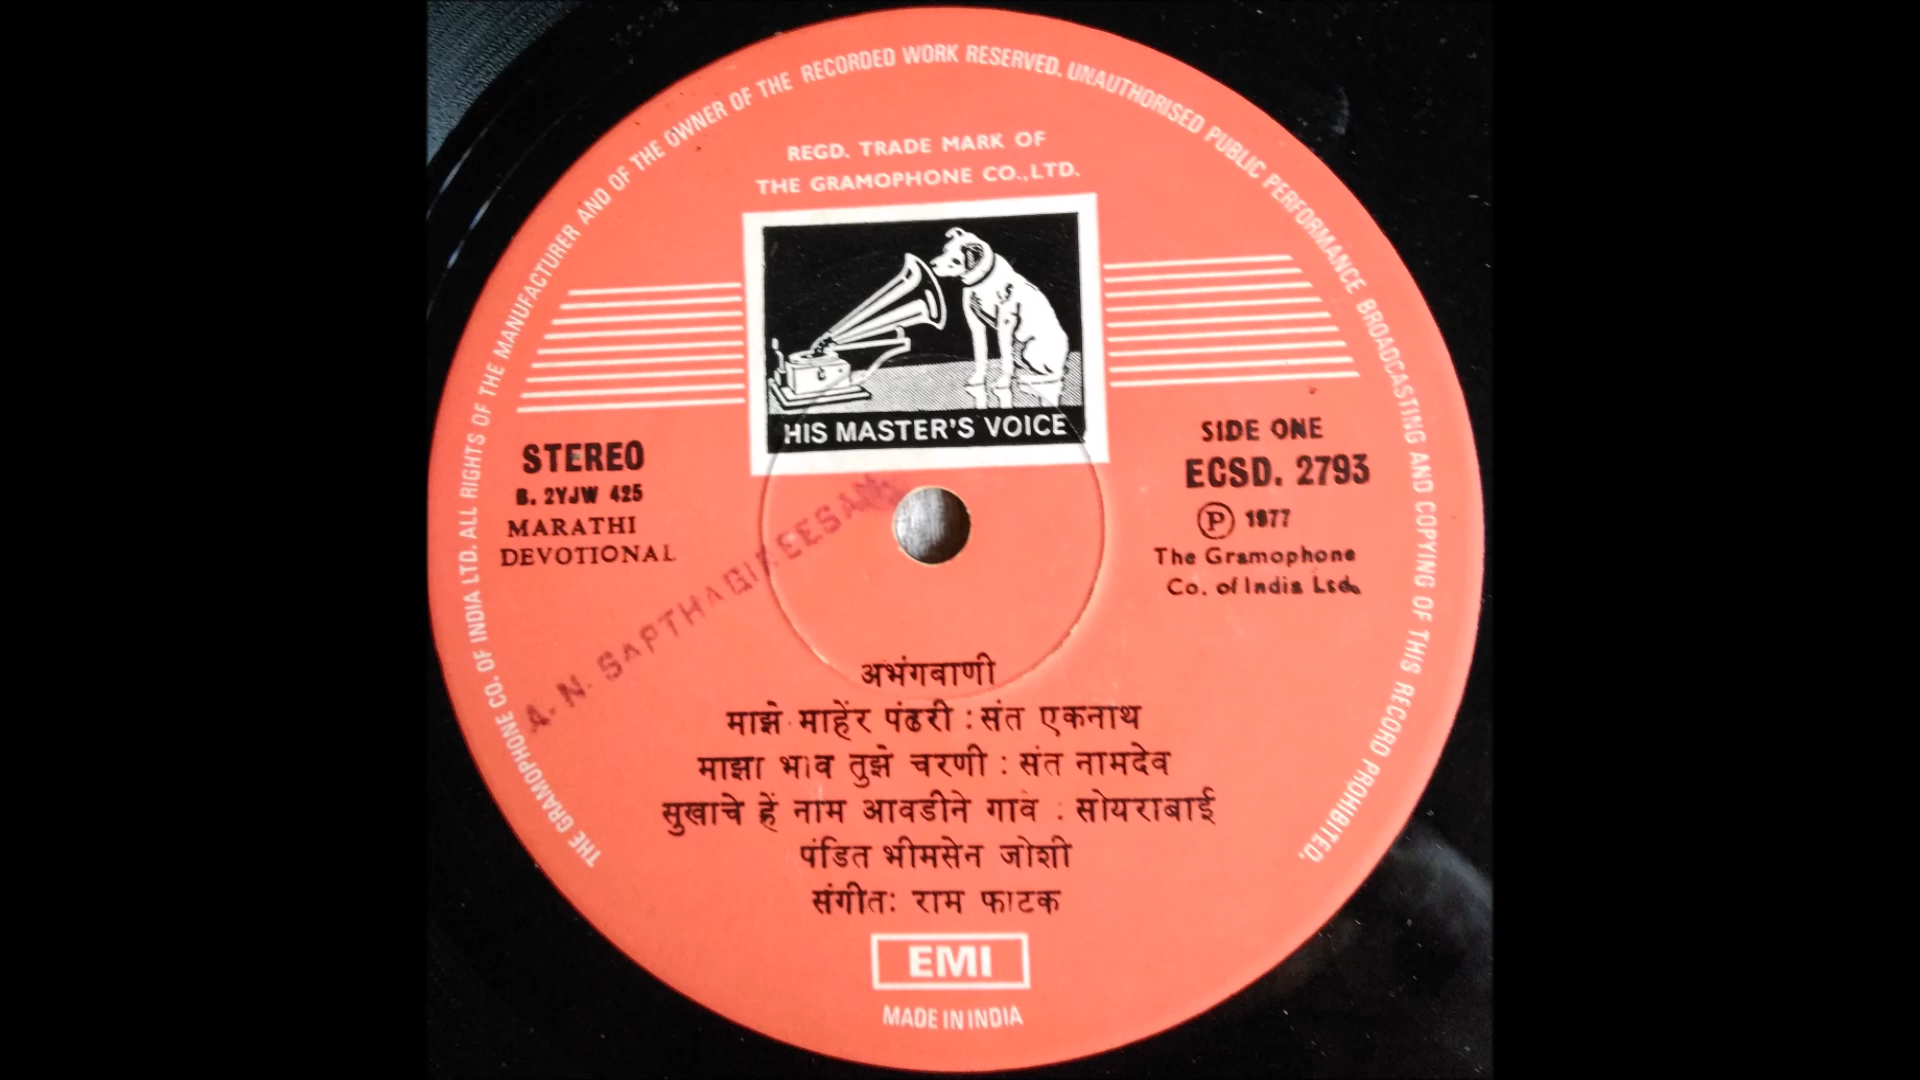 THE GRAMOPHONE CO. OF INDIA LTD. ALL RIGHTS OF THE MANUFACTURER AND OF THE OWNER OF THE RECORDED WORK RESERVED. UNAUTHORISED PUBLIC PERFORMANCE BROADCASTING AND COPYING OF THIS RECORD PROHIBITED.
REGD. TRADE MARK OF
THE GRAMOPHONE CO., LTD.
HIS MASTER'S VOICE
STEREO
B. 2YJW 425
MARATHI
DEVOTIONAL
SIDE ONE
ECSD. 2793
Ⓟ 1977
The Gramophone
Co. of India Ltd.
A. N.
अभंगवाणी
माझे माहेंर पंढरी : संत एकनाथ
माझा भाव तुझे चरणी : संत नामदेव
सुखाचे हें नाम आवडीने गावे : सोयराबाई
पंडित भीमसेन जोशी
संगीत: राम फाटक
EMI
MADE IN INDIA